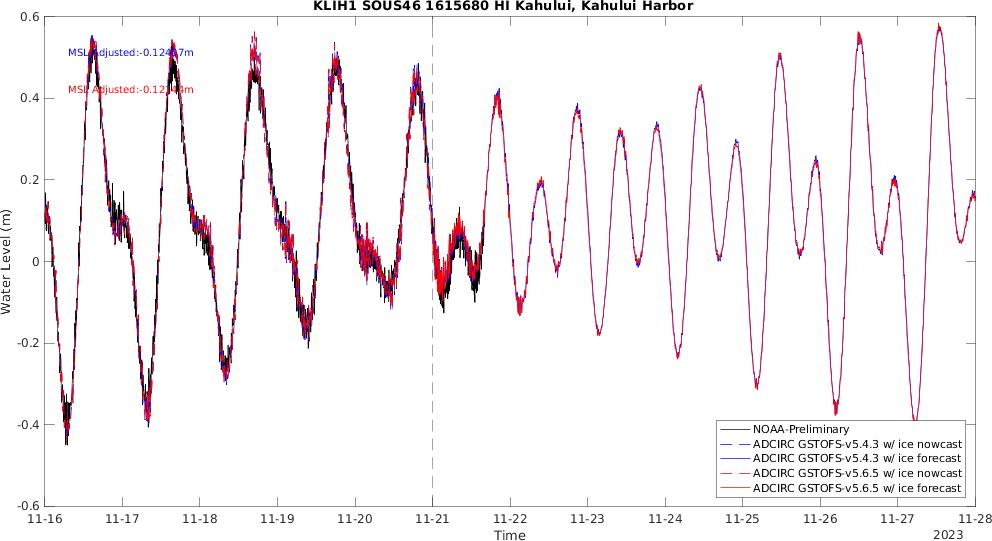 KLIH1 SOUS46 1615680 HI Kahului, Kahului Harbor
0.6
0.4
0.2
0
-0.2
-0.4
-0.6
Water Level (m)
MSL Adjusted:
MSL Adjusted:
NOAA-Preliminary
ADCIRC GSTOFS-v5.4.3 w/ ice nowcast
ADCIRC GSTOFS-v5.4.3 w/ ice forecast
ADCIRC GSTOFS-v5.6.5 w/ ice nowcast
ADCIRC GSTOFS-v5.6.5 w/ ice forecast
11-16 11-17 11-18 11-19 11-20 11-21 11-22 11-23 11-24 11-25 11-26 11-27 11-28
Time
2023